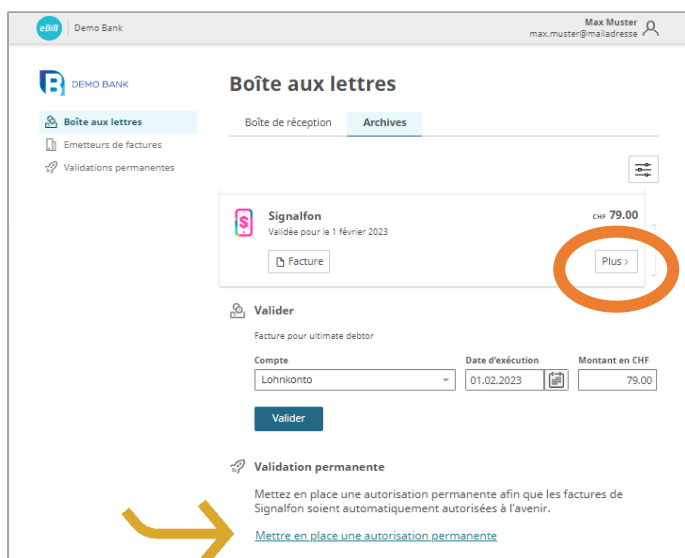 eBill Demo Bank
Max Muster
max.muster@mailadresse
DEMO BANK
Boîte aux lettres
Emetteurs de factures
Validations permanentes
Boîte aux lettres
Boîte de réception Archives
Signalfon CHF 79.00
Validée pour le 1 février 2023
Facture Plus >
Valider
Facture pour ultimate debtor
Compte Date d'exécution Montant en CHF
Lohnkonto 01.02.2023 79.00
Valider
Validation permanente
Mettez en place une autorisation permanente afin que les factures de
Signalfon soient automatiquement autorisées à l'avenir.
Mettre en place une autorisation permanente